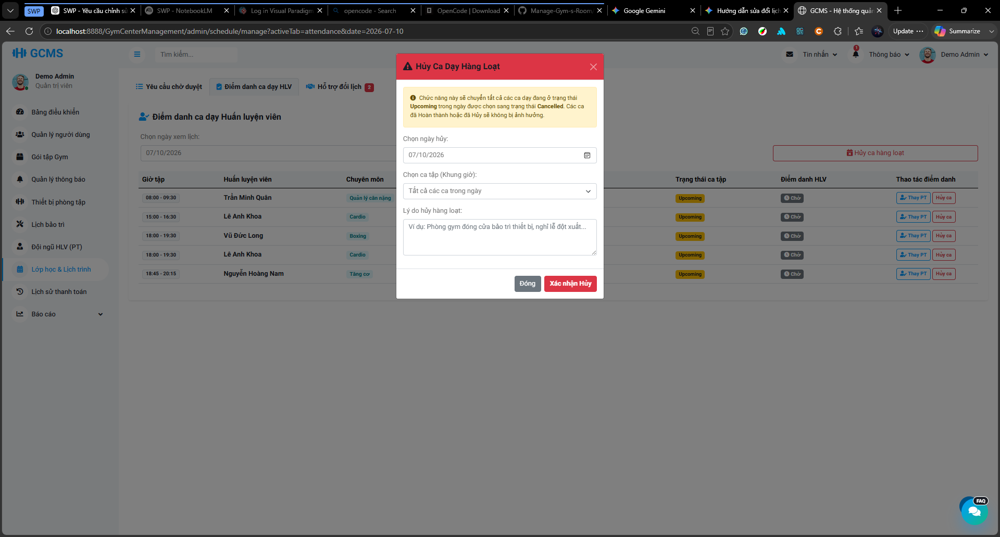 SWP
SWP - Yêu cầu chỉnh sử
SWP - NotebookLM
Log in Visual Paradigm
opencode - Search
OpenCode | Download
Manage-Gym-s-Room/
Google Gemini
Hướng dẫn sửa đổi lịch
GCMS - Hệ thống quản
localhost:8888/GymCenterManagement/admin/schedule/manage?activeTab=attendance&date=2026-07-10
Update
Summarize
GCMS
Tìm kiếm...
1
Tin nhắn
Thông báo
Demo Admin
Demo Admin
Quản trị viên
Bảng điều khiển
Quản lý người dùng
Gói tập Gym
Quản lý thông báo
Thiết bị phòng tập
Lịch bảo trì
Đội ngũ HLV (PT)
Lớp học & Lịch trình
Lịch sử thanh toán
Báo cáo
Yêu cầu chờ duyệt
Điểm danh ca dạy HLV
Hỗ trợ đổi lịch
2
Điểm danh ca dạy Huấn luyện viên
Chọn ngày xem lịch:
07/10/2026
Hủy ca hàng loạt
Giờ tập
Huấn luyện viên
Chuyên môn
Trạng thái ca tập
Điểm danh HLV
Thao tác điểm danh
08:00 - 09:30
Trần Minh Quân
Quản lý cân nặng
Upcoming
Chờ
Thay PT
Hủy ca
15:00 - 16:30
Lê Anh Khoa
Cardio
Upcoming
Chờ
Thay PT
Hủy ca
18:00 - 19:30
Vũ Đức Long
Boxing
Upcoming
Chờ
Thay PT
Hủy ca
18:00 - 19:30
Lê Anh Khoa
Cardio
Upcoming
Chờ
Thay PT
Hủy ca
18:45 - 20:15
Nguyễn Hoàng Nam
Tăng cơ
Upcoming
Chờ
Thay PT
Hủy ca
Hủy Ca Dạy Hàng Loạt
Chức năng này sẽ chuyển tất cả các ca dạy đang ở trạng thái
Upcoming trong ngày được chọn sang trạng thái Cancelled. Các ca
đã Hoàn thành hoặc đã Hủy sẽ không bị ảnh hưởng.
Chọn ngày hủy:
07/10/2026
Chọn ca tập (Khung giờ):
Tất cả các ca trong ngày
Lý do hủy hàng loạt:
Ví dụ: Phòng gym đóng cửa bảo trì thiết bị, nghỉ lễ đột xuất...
Đóng
Xác nhận Hủy
FAQ